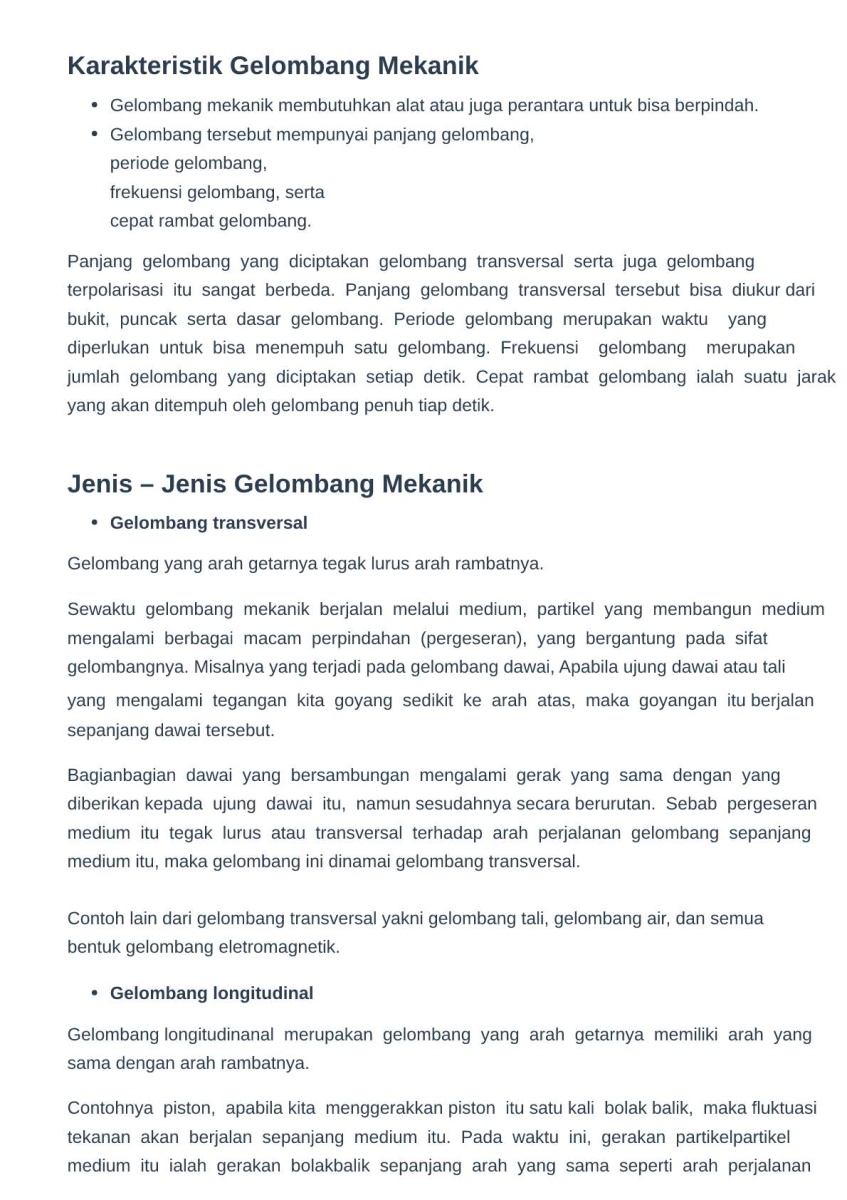 Karakteristik Gelombang Mekanik
• Gelombang mekanik membutuhkan alat atau juga perantara untuk bisa berpindah.
• Gelombang tersebut mempunyai panjang gelombang,
periode gelombang,
frekuensi gelombang, serta
cepat rambat gelombang.
Panjang gelombang yang diciptakan gelombang transversal serta juga gelombang
terpolarisasi itu sangat berbeda. Panjang gelombang transversal tersebut bisa diukur dari
bukit, puncak serta dasar gelombang. Periode gelombang merupakan waktu yang
diperlukan untuk bisa menempuh satu gelombang. Frekuensi gelombang merupakan
jumlah gelombang yang diciptakan setiap detik. Cepat rambat gelombang ialah suatu jarak
yang akan ditempuh oleh gelombang penuh tiap detik.
Jenis – Jenis Gelombang Mekanik
• Gelombang transversal
Gelombang yang arah getarnya tegak lurus arah rambatnya.
Sewaktu gelombang mekanik berjalan melalui medium, partikel yang membangun medium
mengalami berbagai macam perpindahan (pergeseran), yang bergantung pada sifat
gelombangnya. Misalnya yang terjadi pada gelombang dawai, Apabila ujung dawai atau tali
yang mengalami tegangan kita goyang sedikit ke arah atas, maka goyangan itu berjalan
sepanjang dawai tersebut.
Bagianbagian dawai yang bersambungan mengalami gerak yang sama dengan yang
diberikan kepada ujung dawai itu, namun sesudahnya secara berurutan. Sebab pergeseran
medium itu tegak lurus atau transversal terhadap arah perjalanan gelombang sepanjang
medium itu, maka gelombang ini dinamai gelombang transversal.
Contoh lain dari gelombang transversal yakni gelombang tali, gelombang air, dan semua
bentuk gelombang eletromagnetik.
• Gelombang longitudinal
Gelombang longitudinanal merupakan gelombang yang arah getarnya memiliki arah yang
sama dengan arah rambatnya.
Contohnya piston, apabila kita menggerakkan piston itu satu kali bolak balik, maka fluktuasi
tekanan akan berjalan sepanjang medium itu. Pada waktu ini, gerakan partikelpartikel
medium itu ialah gerakan bolakbalik sepanjang arah yang sama seperti arah perjalanan